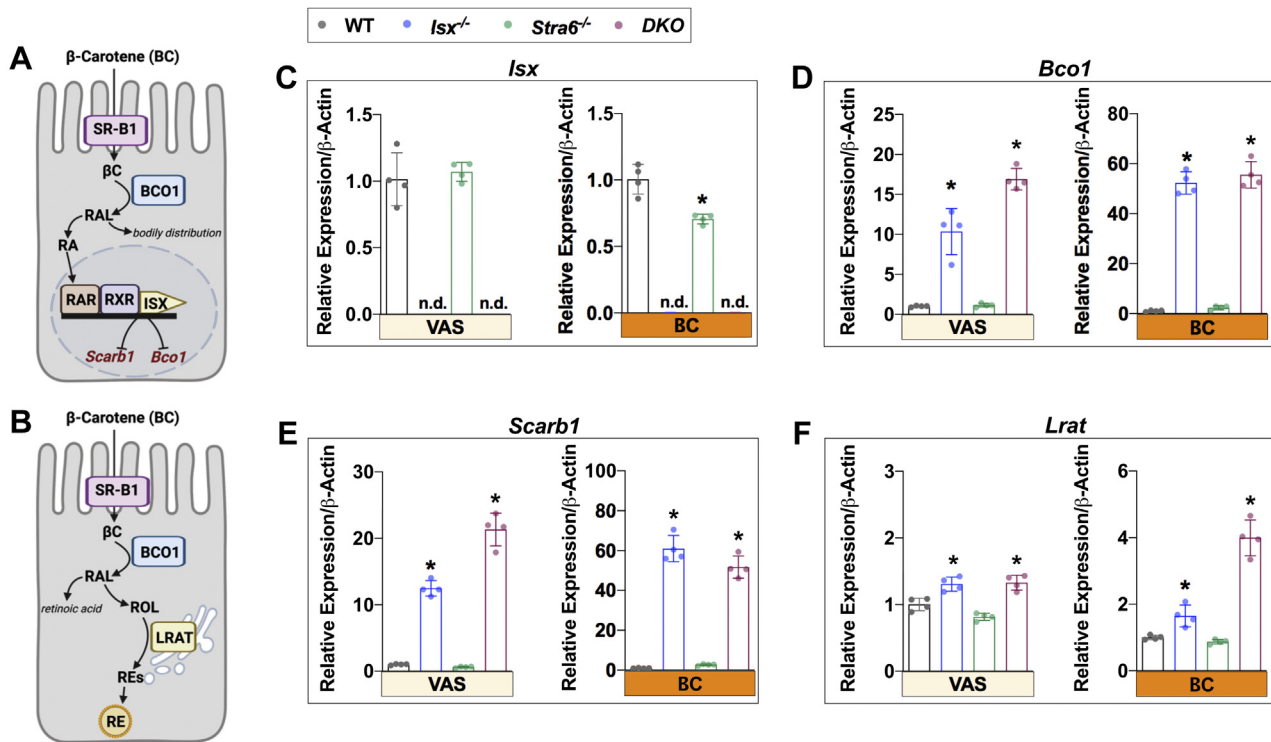 WT Isx-/- Stra6-/- DKO
A
β-Carotene (BC)
SR-B1
βC
BCO1
RAL
bodily distribution
RA
RAR RXR ISX
Scarb1 Bco1
B
β-Carotene (BC)
SR-B1
βC
BCO1
RAL
retinoic acid
ROL
LRAT
REs
RE
C
Isx
Relative Expression/β-Actin
1.5
1.0
0.5
0.0
n.d. n.d.
VAS
Relative Expression/β-Actin
1.5
1.0
0.5
0.0
*
n.d. n.d.
BC
D
Bco1
Relative Expression/β-Actin
25
20
15
10
5
0
* *
VAS
Relative Expression/β-Actin
80
60
40
20
0
* *
BC
E
Scarb1
Relative Expression/β-Actin
30
20
10
0
* *
VAS
Relative Expression/β-Actin
100
80
60
40
20
0
* *
BC
F
Lrat
Relative Expression/β-Actin
3
2
1
0
* *
VAS
Relative Expression/β-Actin
6
4
2
0
* *
BC